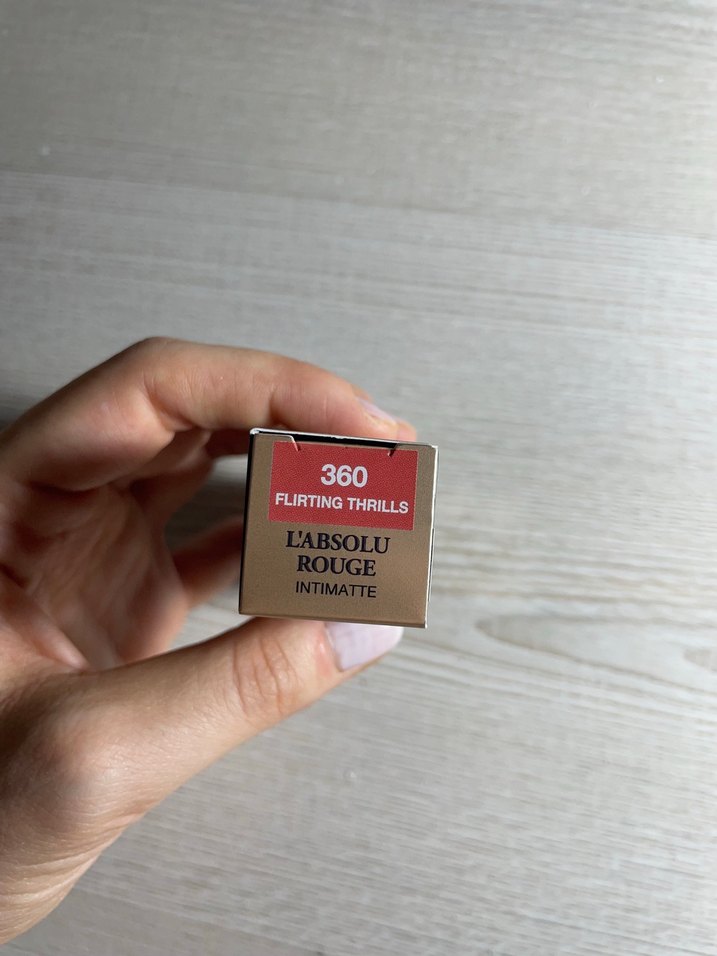 360
FLIRTING THRILLS
L'ABSOLU
ROUGE
INTIMATTE